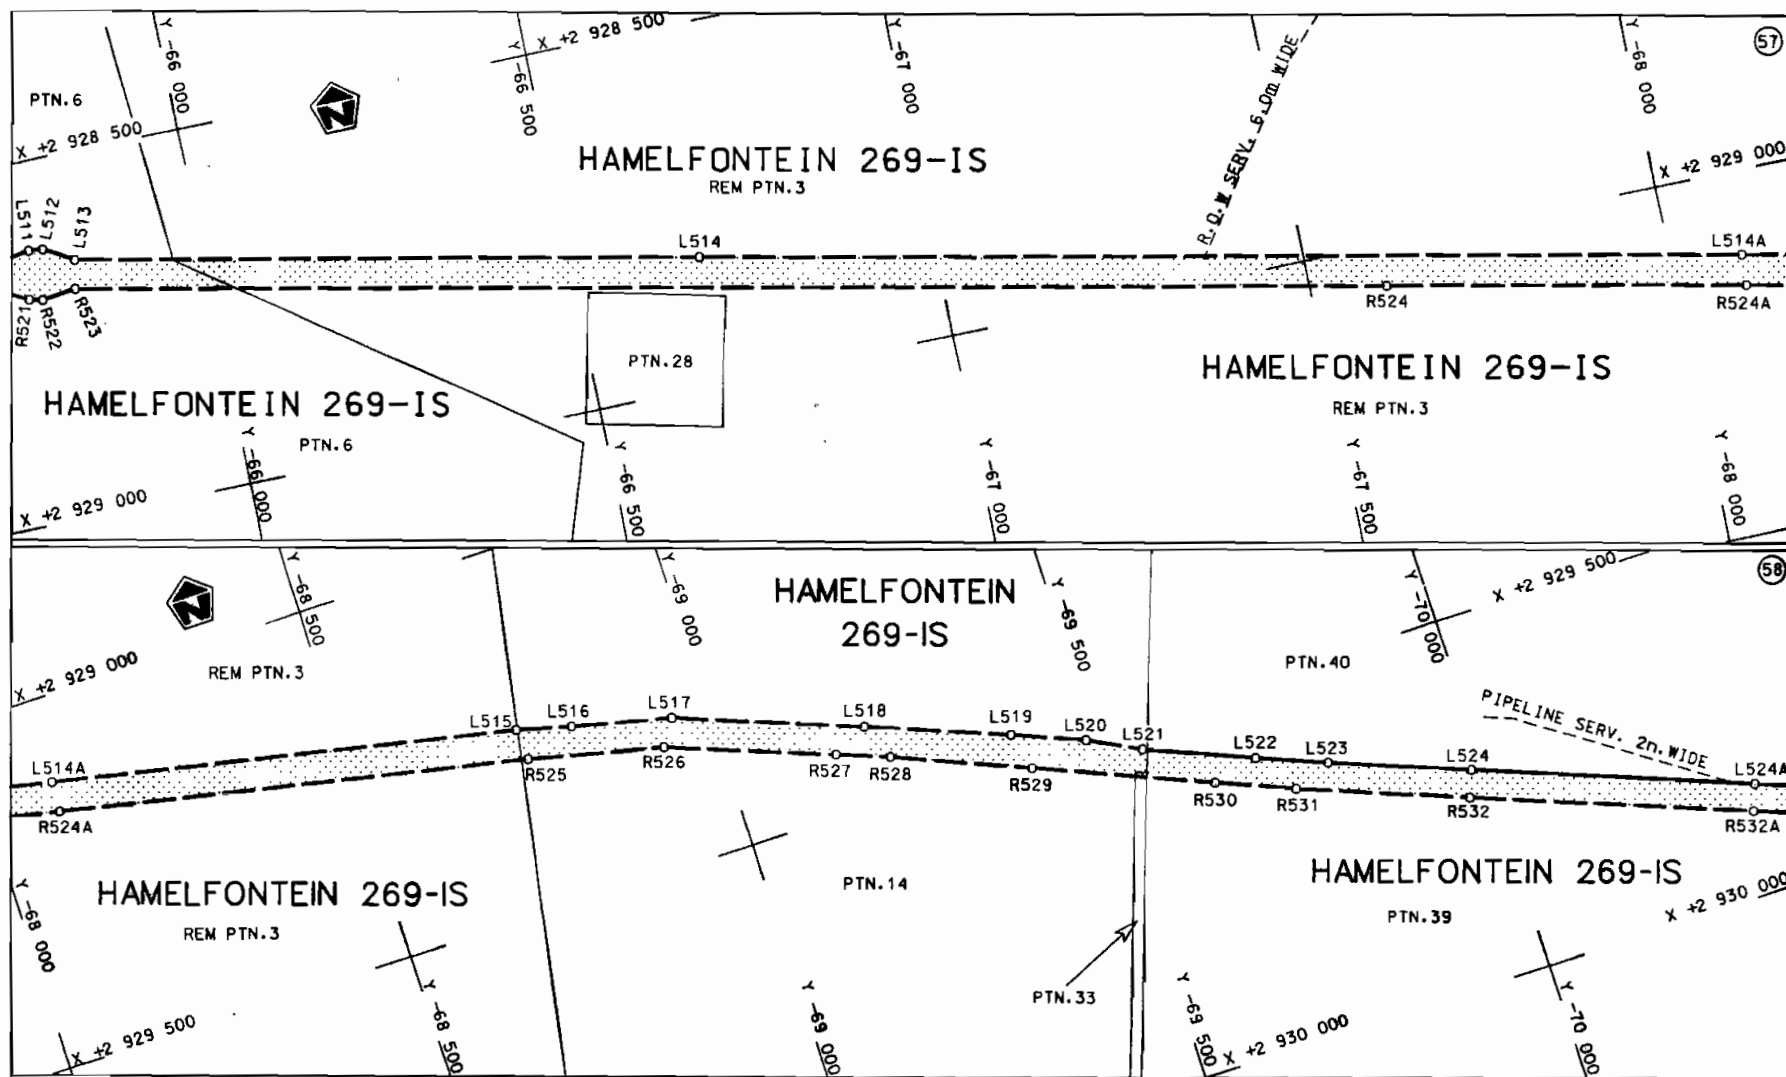 Y -66 000
X +2 928 500
Y -66 500
Y -67 000
R.O.W SERV. 6.0m WIDE
Y -68 000
57
PTN.6
X +2 928 500
N
HAMELFONTEIN 269-IS
REM PTN.3
X +2 929 000
L511
L512
L513
L514
L514A
R521
R522
R523
R524
R524A
PTN.28
HAMELFONTEIN 269-IS
REM PTN.3
HAMELFONTEIN 269-IS
PTN.6
Y -66 000
X +2 929 000
Y -66 500
Y -67 000
Y -67 500
Y -68 000
Y -68 500
Y -69 000
HAMELFONTEIN
269-IS
Y -69 500
Y -70 000
X +2 929 500
58
N
X +2 929 000
REM PTN.3
PTN.40
PIPELINE SERV. 2m.WIDE
L514A
L515
L516
L517
L518
L519
L520
L521
L522
L523
L524
L524A
R524A
R525
R526
R527
R528
R529
R530
R531
R532
R532A
HAMELFONTEIN 269-IS
REM PTN.3
PTN.14
HAMELFONTEIN 269-IS
PTN.39
X +2 930 000
Y -68 000
PTN.33
X +2 929 500
Y -68 500
Y -69 000
Y -69 500
X +2 930 000
Y -70 000